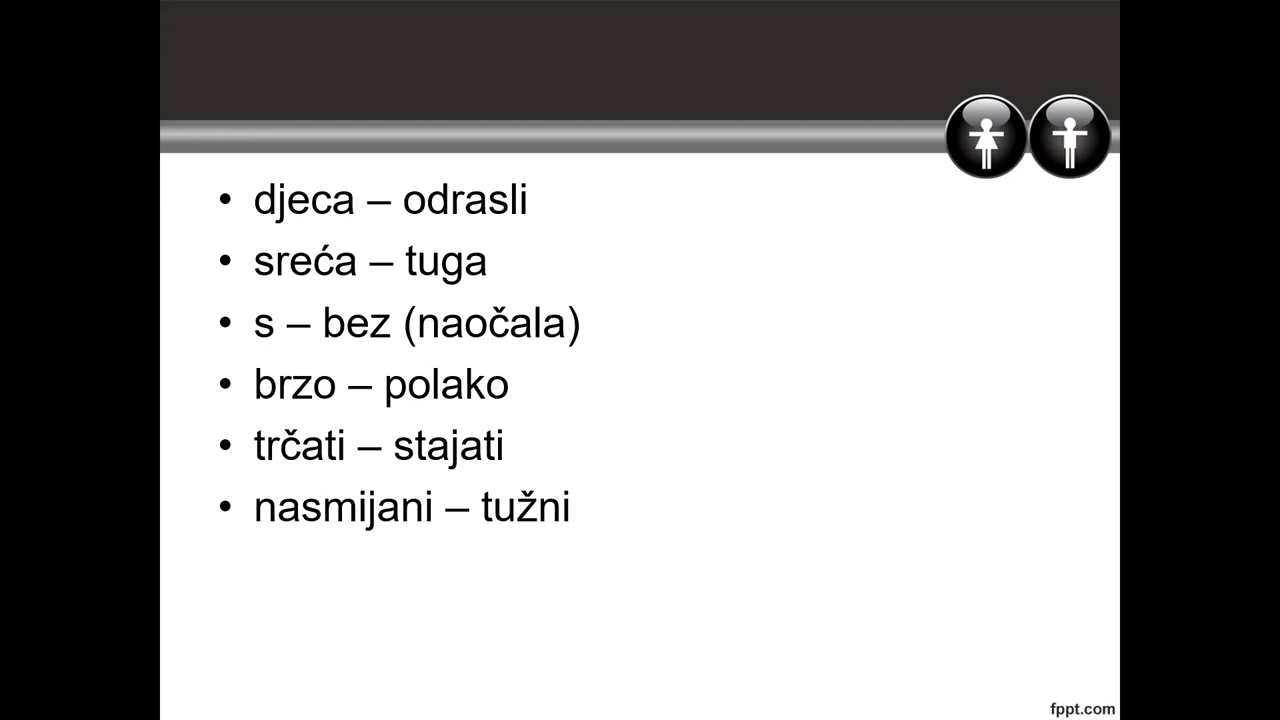 • djeca – odrasli
• sreća – tuga
• s – bez (naočala)
• brzo – polako
• trčati – stajati
• nasmijani – tužni
fppt.com